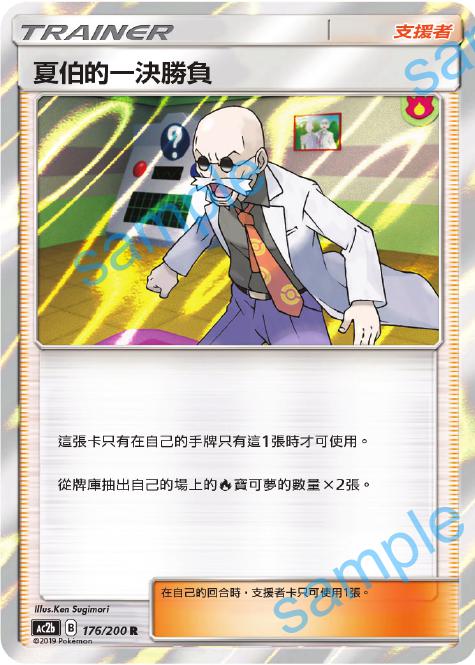 TRAINER
支援者
夏伯的一決勝負
sample
sample
?
這張卡只有在自己的手牌只有這1張時才可使用。
從牌庫抽出自己的場上的寶可夢的數量×2張。
sample
在自己的回合時,支援者卡只可使用1張。
Illus.Ken Sugimori
AC2b B 176/200 R
©2019 Pokémon